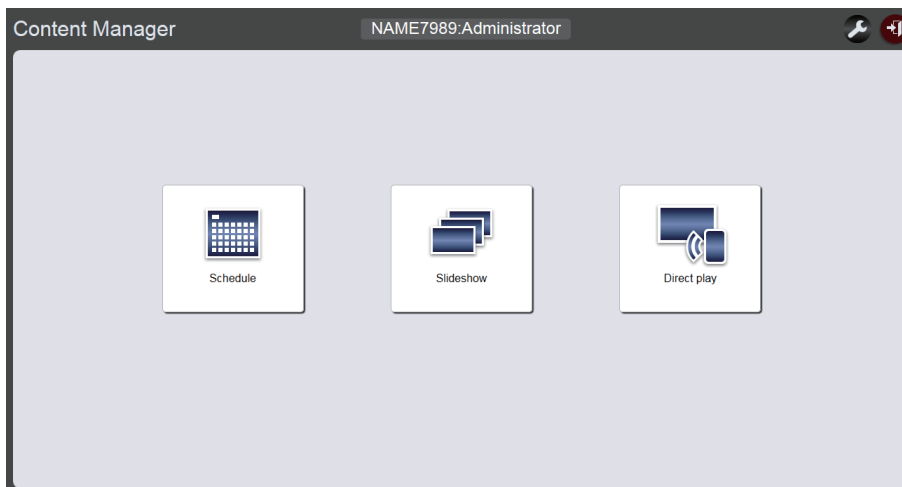 Content Manager
NAME7989:Administrator
Schedule
Slideshow
Direct play